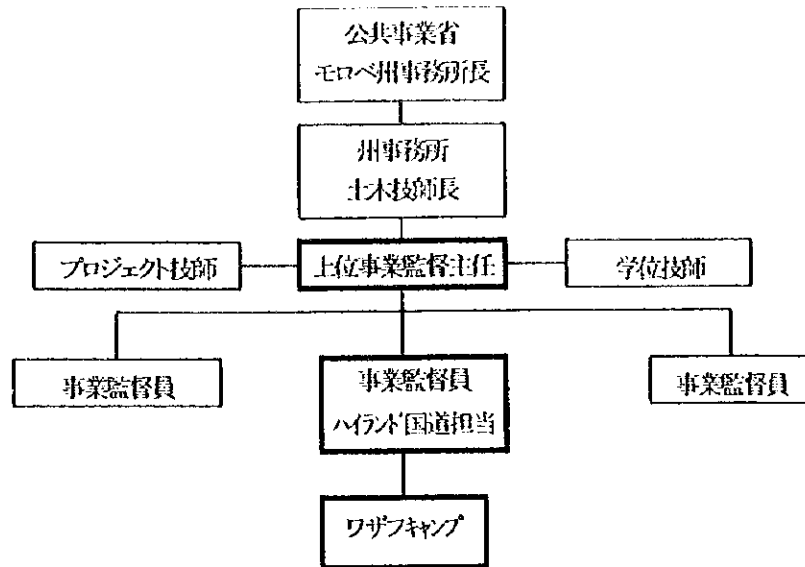 公共事業省
モロベ州事務所長
州事務所
土木技師長
プロジェクト技師
上位事業監督主任
学位技師
事業監督員
事業監督員
ハイランド国道担当
事業監督員
ワザフキャンプ